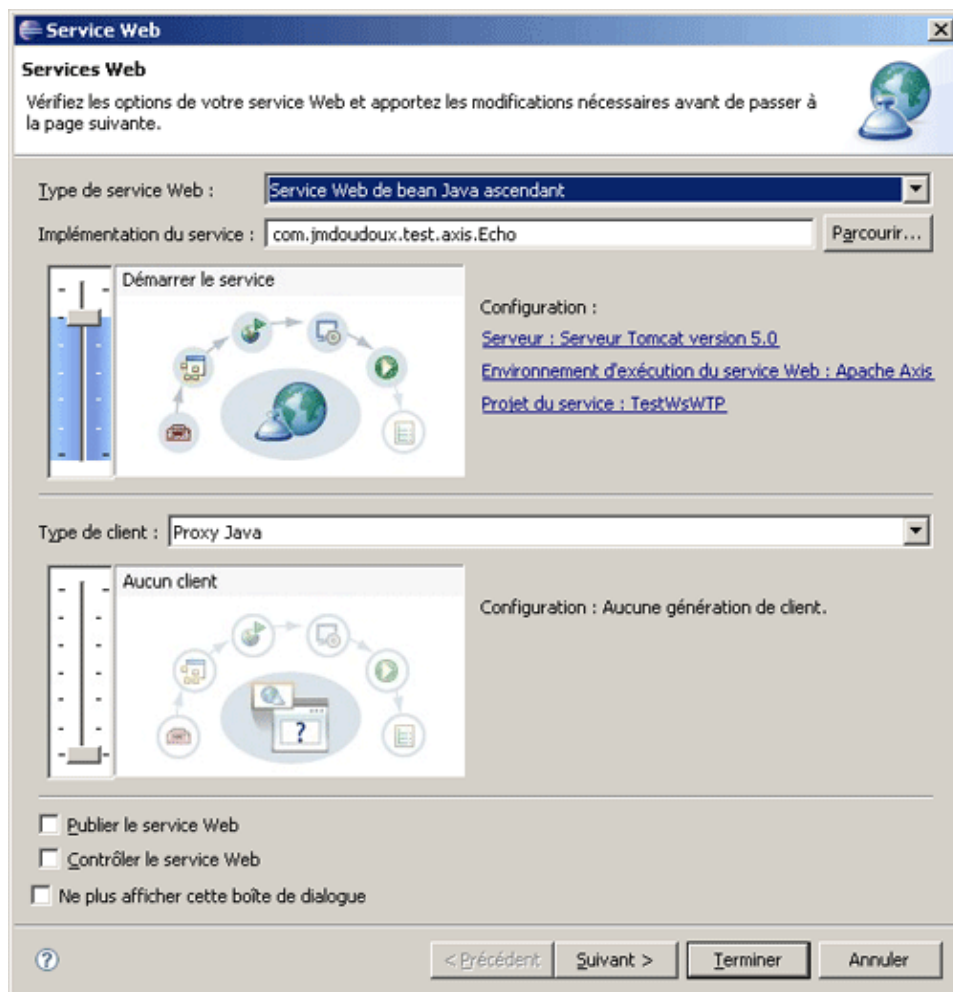 Service Web
Services Web
Vérifiez les options de votre service Web et apportez les modifications nécessaires avant de passer à
la page suivante.
Type de service Web : Service Web de bean Java ascendant
Implémentation du service : com.jmdoudoux.test.axis.Echo Parcourir...
Démarrer le service
Configuration :
Serveur : Serveur Tomcat version 5.0
Environnement d'exécution du service Web : Apache Axis
Projet du service : TestWsWTP
Type de client : Proxy Java
Aucun client
Configuration : Aucune génération de client.
Publier le service Web
Contrôler le service Web
Ne plus afficher cette boîte de dialogue
< Précédent Suivant > Terminer Annuler